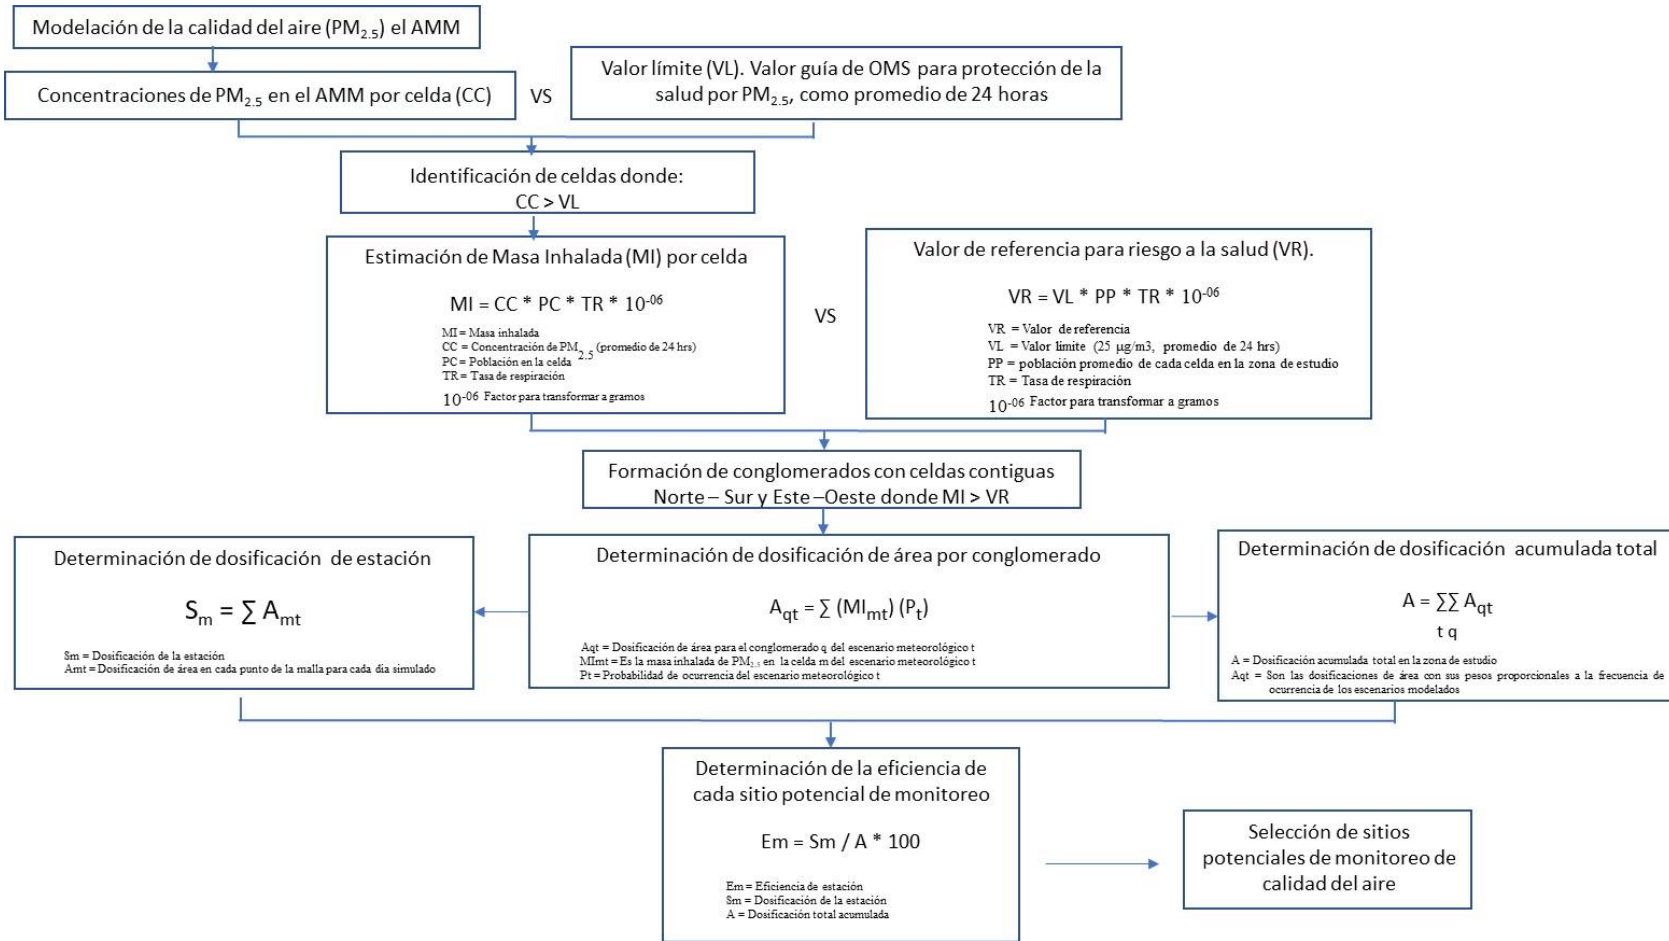 Modelación de la calidad del aire (PM2.5) el AMM
Concentraciones de PM2.5 en el AMM por celda (CC)
VS
Valor límite (VL). Valor guía de OMS para protección de la
salud por PM2.5, como promedio de 24 horas
Identificación de celdas donde:
CC > VL
Estimación de Masa Inhalada (MI) por celda
MI = CC * PC * TR * 10-06
MI = Masa inhalada
CC = Concentración de PM2.5 (promedio de 24 hrs)
PC = Población en la celda
TR = Tasa de respiración
10-06 Factor para transformar a gramos
VS
Valor de referencia para riesgo a la salud (VR).
VR = VL * PP * TR * 10-06
VR = Valor de referencia
VL = Valor límite (25 µg/m3, promedio de 24 hrs)
PP = población promedio de cada celda en la zona de estudio
TR = Tasa de respiración
10-06 Factor para transformar a gramos
Formación de conglomerados con celdas contiguas
Norte – Sur y Este –Oeste donde MI > VR
Determinación de dosificación de estación
Sm = ∑ Amt
Sm = Dosificación de la estación
Amt = Dosificación de área en cada punto de la malla para cada día simulado
Determinación de dosificación de área por conglomerado
Aqt = ∑ (MImt) (Pt)
Aqt = Dosificación de área para el conglomerado q del escenario meteorológico t
MImt = Es la masa inhalada de PM2.5 en la celda m del escenario meteorológico t
Pt = Probabilidad de ocurrencia del escenario meteorológico t
Determinación de dosificación acumulada total
A = ∑∑ Aqt
t q
A = Dosificación acumulada total en la zona de estudio
Aqt = Son las dosificaciones de área con sus pesos proporcionales a la frecuencia de
ocurrencia de los escenarios modelados
Determinación de la eficiencia de
cada sitio potencial de monitoreo
Em = Sm / A * 100
Em = Eficiencia de estación
Sm = Dosificación de la estación
A = Dosificación total acumulada
Selección de sitios
potenciales de monitoreo de
calidad del aire